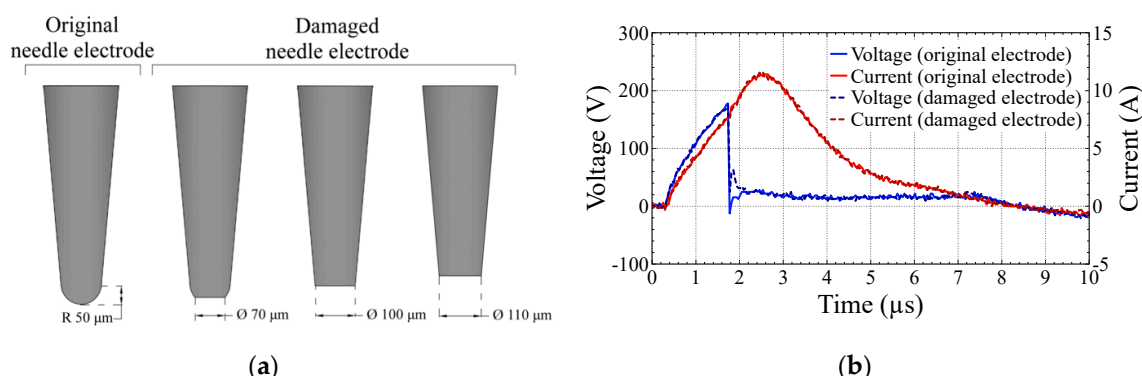 Original
needle electrode
Damaged
needle electrode
R 50 μm
Ø 70 μm
Ø 100 μm
Ø 110 μm
(a)
Voltage (V)
300
200
100
0
-100
Voltage (original electrode)
Current (original electrode)
Voltage (damaged electrode)
Current (damaged electrode)
15
10
5
0
-5
Current (A)
0 1 2 3 4 5 6 7 8 9 10
Time (μs)
(b)